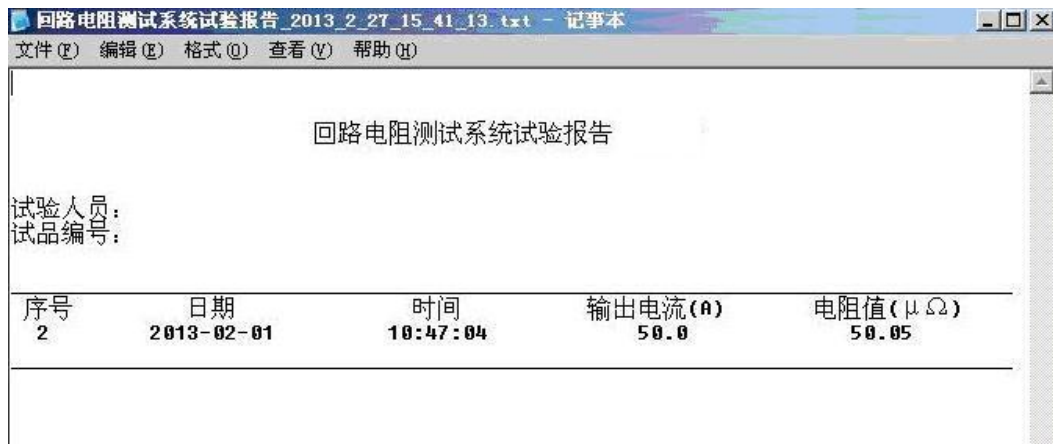 回路电阻测试系统试验报告_2013_2_27_15_41_13.txt - 记事本
文件(F) 编辑(E) 格式(O) 查看(V) 帮助(H)
回路电阻测试系统试验报告
试验人员:
试品编号:
序号 日期 时间 输出电流(A) 电阻值(μΩ)
2 2013-02-01 10:47:04 50.0 50.05